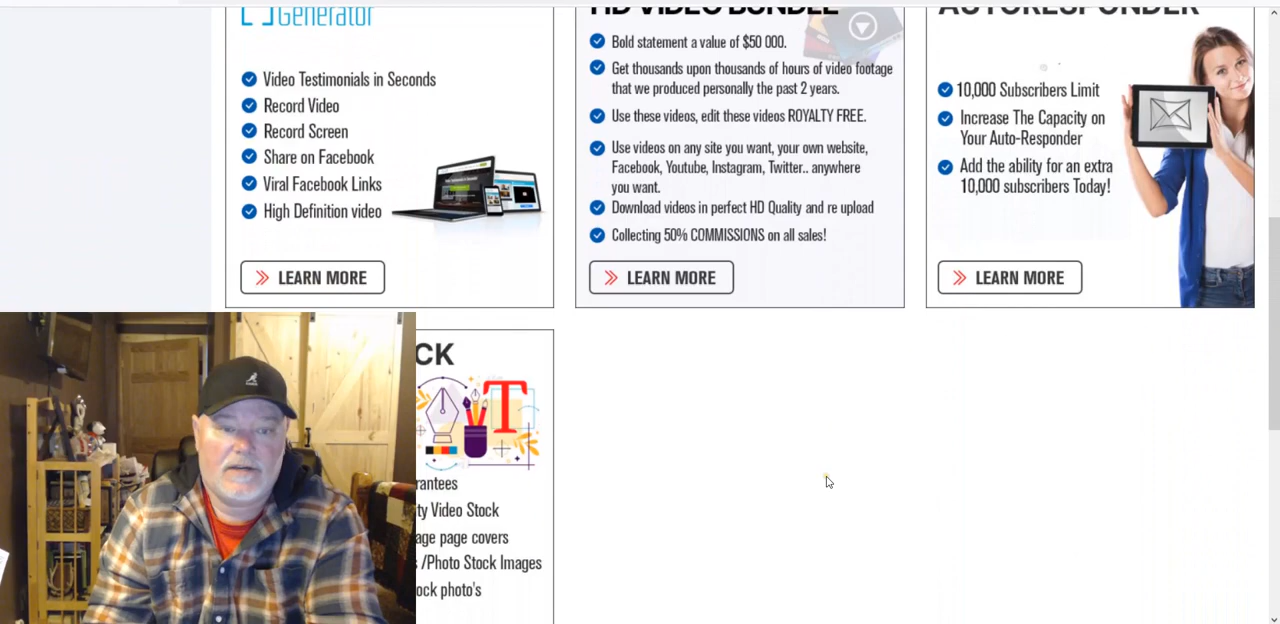 Generator
Video Testimonials in Seconds
Record Video
Record Screen
Share on Facebook
Viral Facebook Links
High Definition video
LEARN MORE
HD VIDEO BUNDLE
Bold statement a value of $50 000.
Get thousands upon thousands of hours of video footage
that we produced personally the past 2 years.
Use these videos, edit these videos ROYALTY FREE.
Use videos on any site you want, your own website,
Facebook, Youtube, Instagram, Twitter.. anywhere
you want.
Download videos in perfect HD Quality and re upload
Collecting 50% COMMISSIONS on all sales!
LEARN MORE
AUTORESPONDER
10,000 Subscribers Limit
Increase The Capacity on
Your Auto-Responder
Add the ability for an extra
10,000 subscribers Today!
LEARN MORE
CK
T
rantees
ty Video Stock
age page covers
/Photo Stock Images
ock photo's